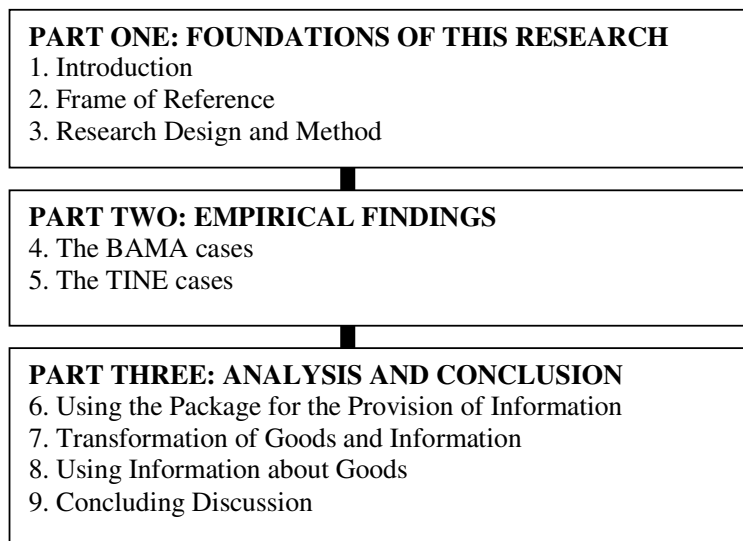 PART ONE: FOUNDATIONS OF THIS RESEARCH
1. Introduction
2. Frame of Reference
3. Research Design and Method
PART TWO: EMPIRICAL FINDINGS
4. The BAMA cases
5. The TINE cases
PART THREE: ANALYSIS AND CONCLUSION
6. Using the Package for the Provision of Information
7. Transformation of Goods and Information
8. Using Information about Goods
9. Concluding Discussion